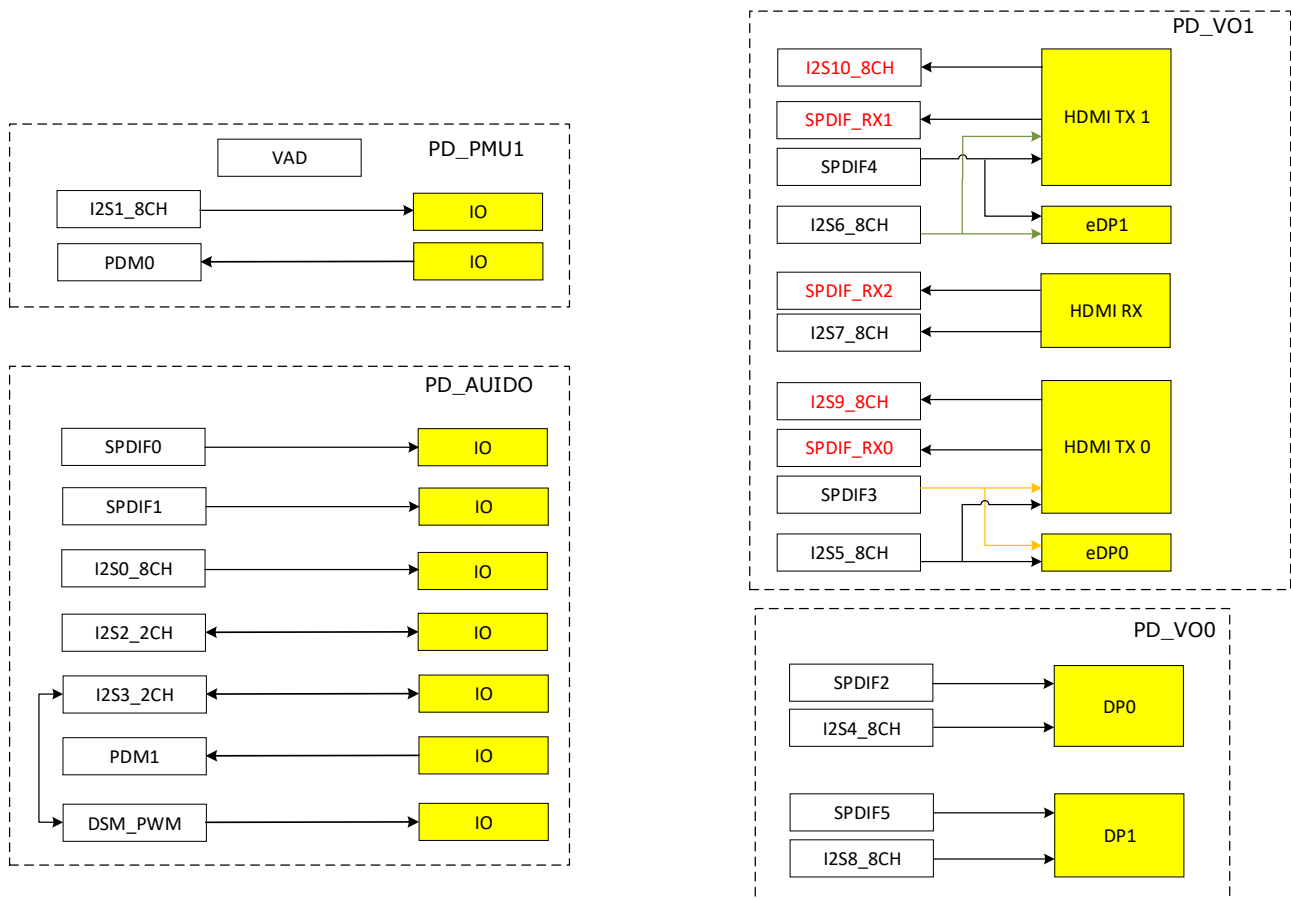 PD_PMU1
VAD
I2S1_8CH
IO
PDM0
IO
PD_AUIDO
SPDIF0
IO
SPDIF1
IO
I2S0_8CH
IO
I2S2_2CH
IO
I2S3_2CH
IO
PDM1
IO
DSM_PWM
IO
PD_VO1
I2S10_8CH
HDMI TX 1
SPDIF_RX1
SPDIF4
I2S6_8CH
eDP1
SPDIF_RX2
HDMI RX
I2S7_8CH
I2S9_8CH
SPDIF_RX0
HDMI TX 0
SPDIF3
I2S5_8CH
eDP0
PD_VO0
SPDIF2
DP0
I2S4_8CH
SPDIF5
DP1
I2S8_8CH